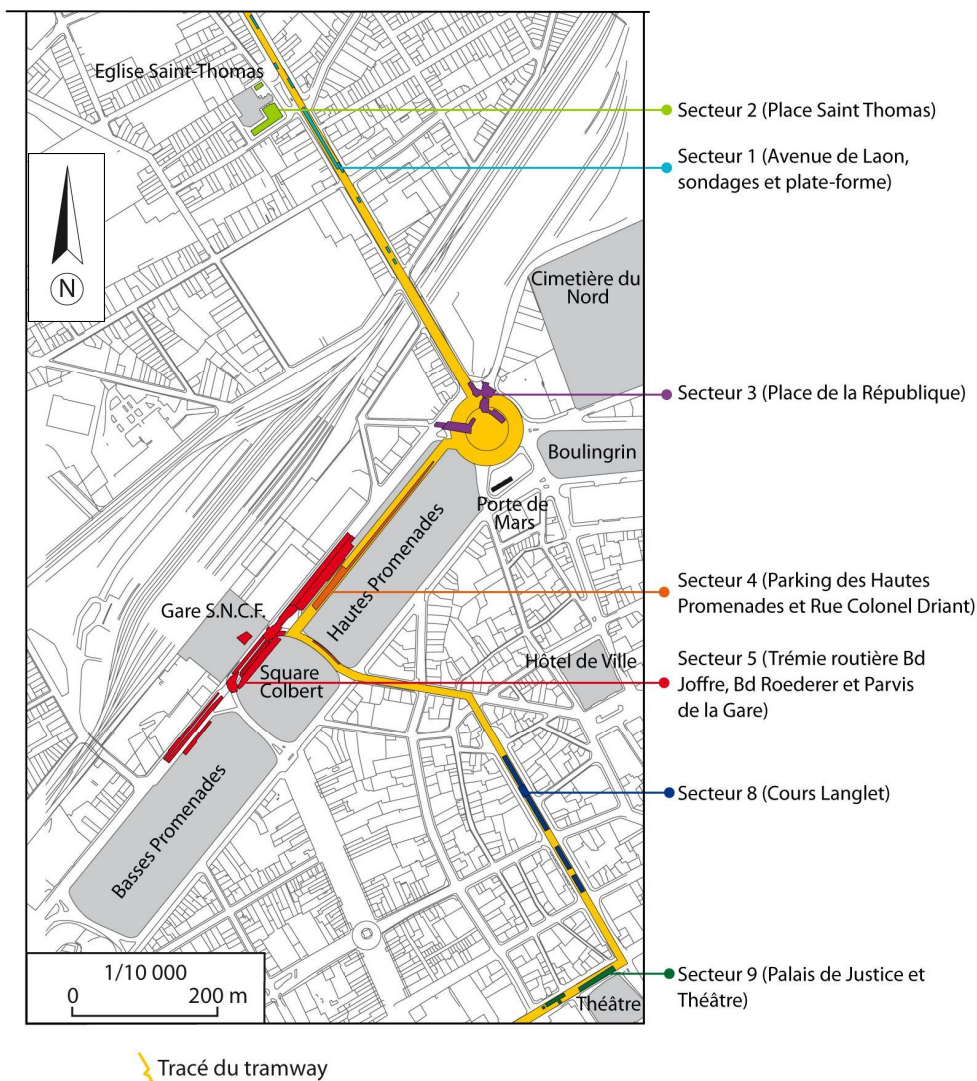 Eglise Saint-Thomas
Secteur 2 (Place Saint Thomas)
Secteur 1 (Avenue de Laon,
sondages et plate-forme)
N
Cimetière du
Nord
Secteur 3 (Place de la République)
Boulingrin
Porte de
Mars
Hautes Promenades
Secteur 4 (Parking des Hautes
Promenades et Rue Colonel Driant)
Gare S.N.C.F.
Hôtel de Ville
Square
Colbert
Secteur 5 (Trémie routière Bd
Joffre, Bd Roederer et Parvis
de la Gare)
Basses Promenades
Secteur 8 (Cours Langlet)
1/10 000
0 200 m
Secteur 9 (Palais de Justice et
Théâtre)
Théâtre
Tracé du tramway